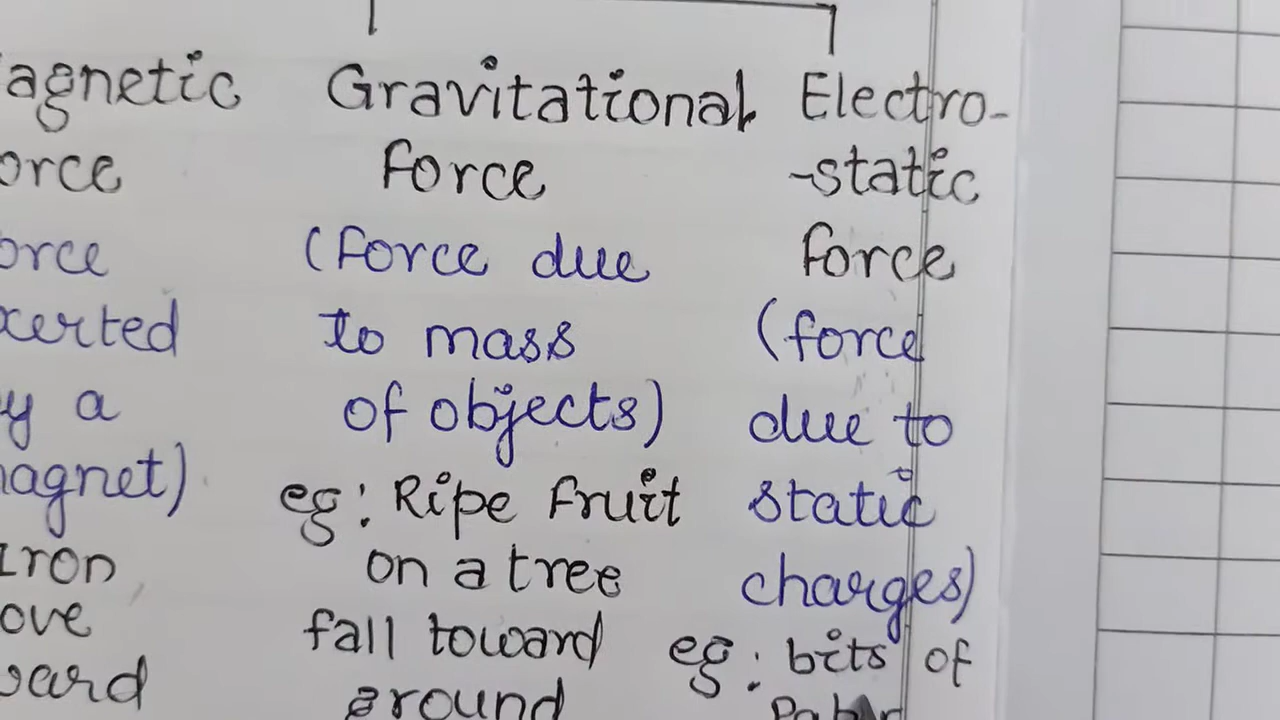 agnetic
orce
orce
xerted
y a
agnet)
Iron
ove
ward
Gravitational
Force
(Force due
to mass
of objects)
eg: Ripe Fruit
on a tree
fall toward
ground
Electro-
-static
Force
(force
due to
static
charges)
eg: bits of